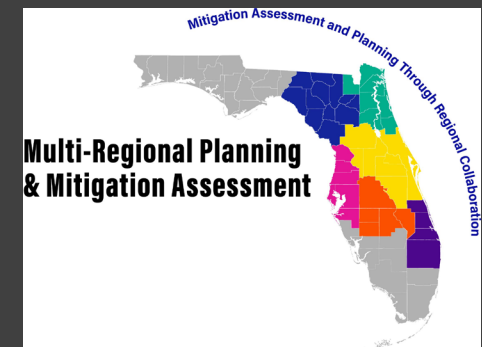 Mitigation Assessment and Planning Through Regional Collaboration
Multi-Regional Planning
& Mitigation Assessment